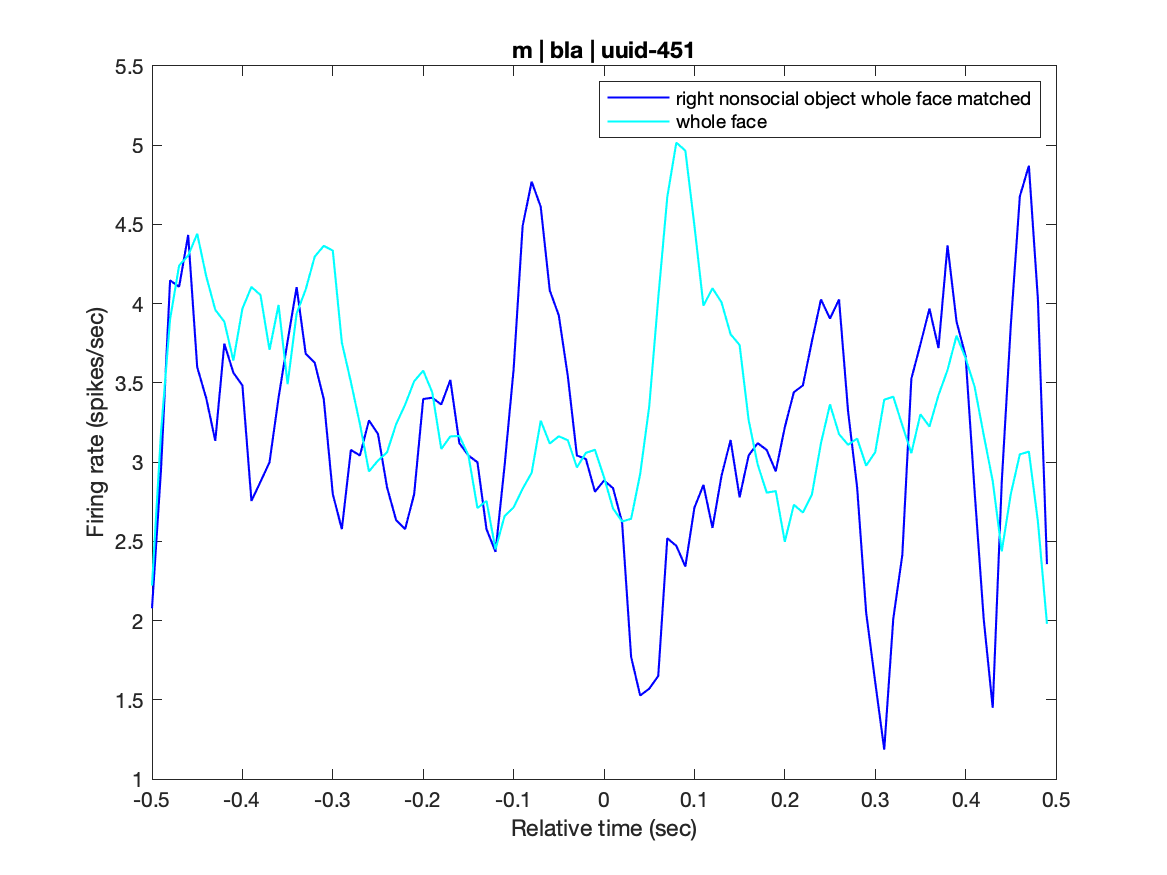 m | bla | uuid-451
right nonsocial object whole face matched
whole face
5.5
5
4.5
4
3.5
3
2.5
2
1.5
1
Firing rate (spikes/sec)
-0.5 -0.4 -0.3 -0.2 -0.1 0 0.1 0.2 0.3 0.4 0.5
Relative time (sec)